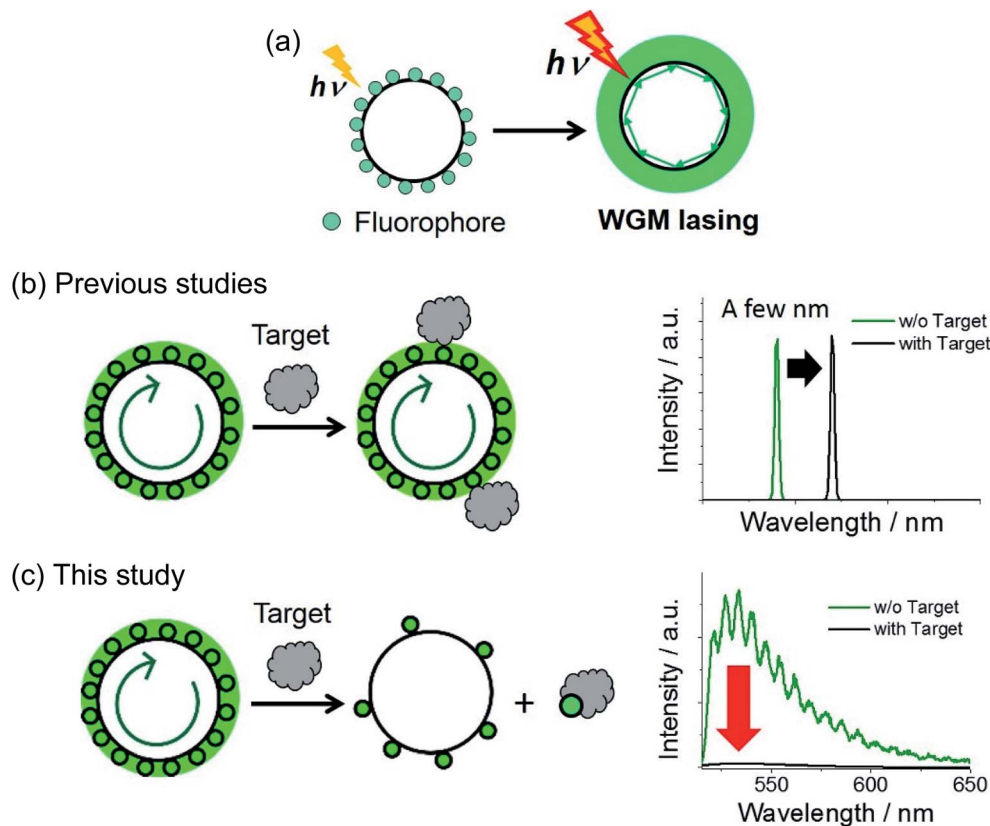 (a)
hν
hν
Fluorophore
WGM lasing
(b) Previous studies
Target
A few nm
w/o Target
with Target
Intensity / a.u.
Wavelength / nm
(c) This study
Target
+
w/o Target
with Target
Intensity / a.u.
550 600 650
Wavelength / nm